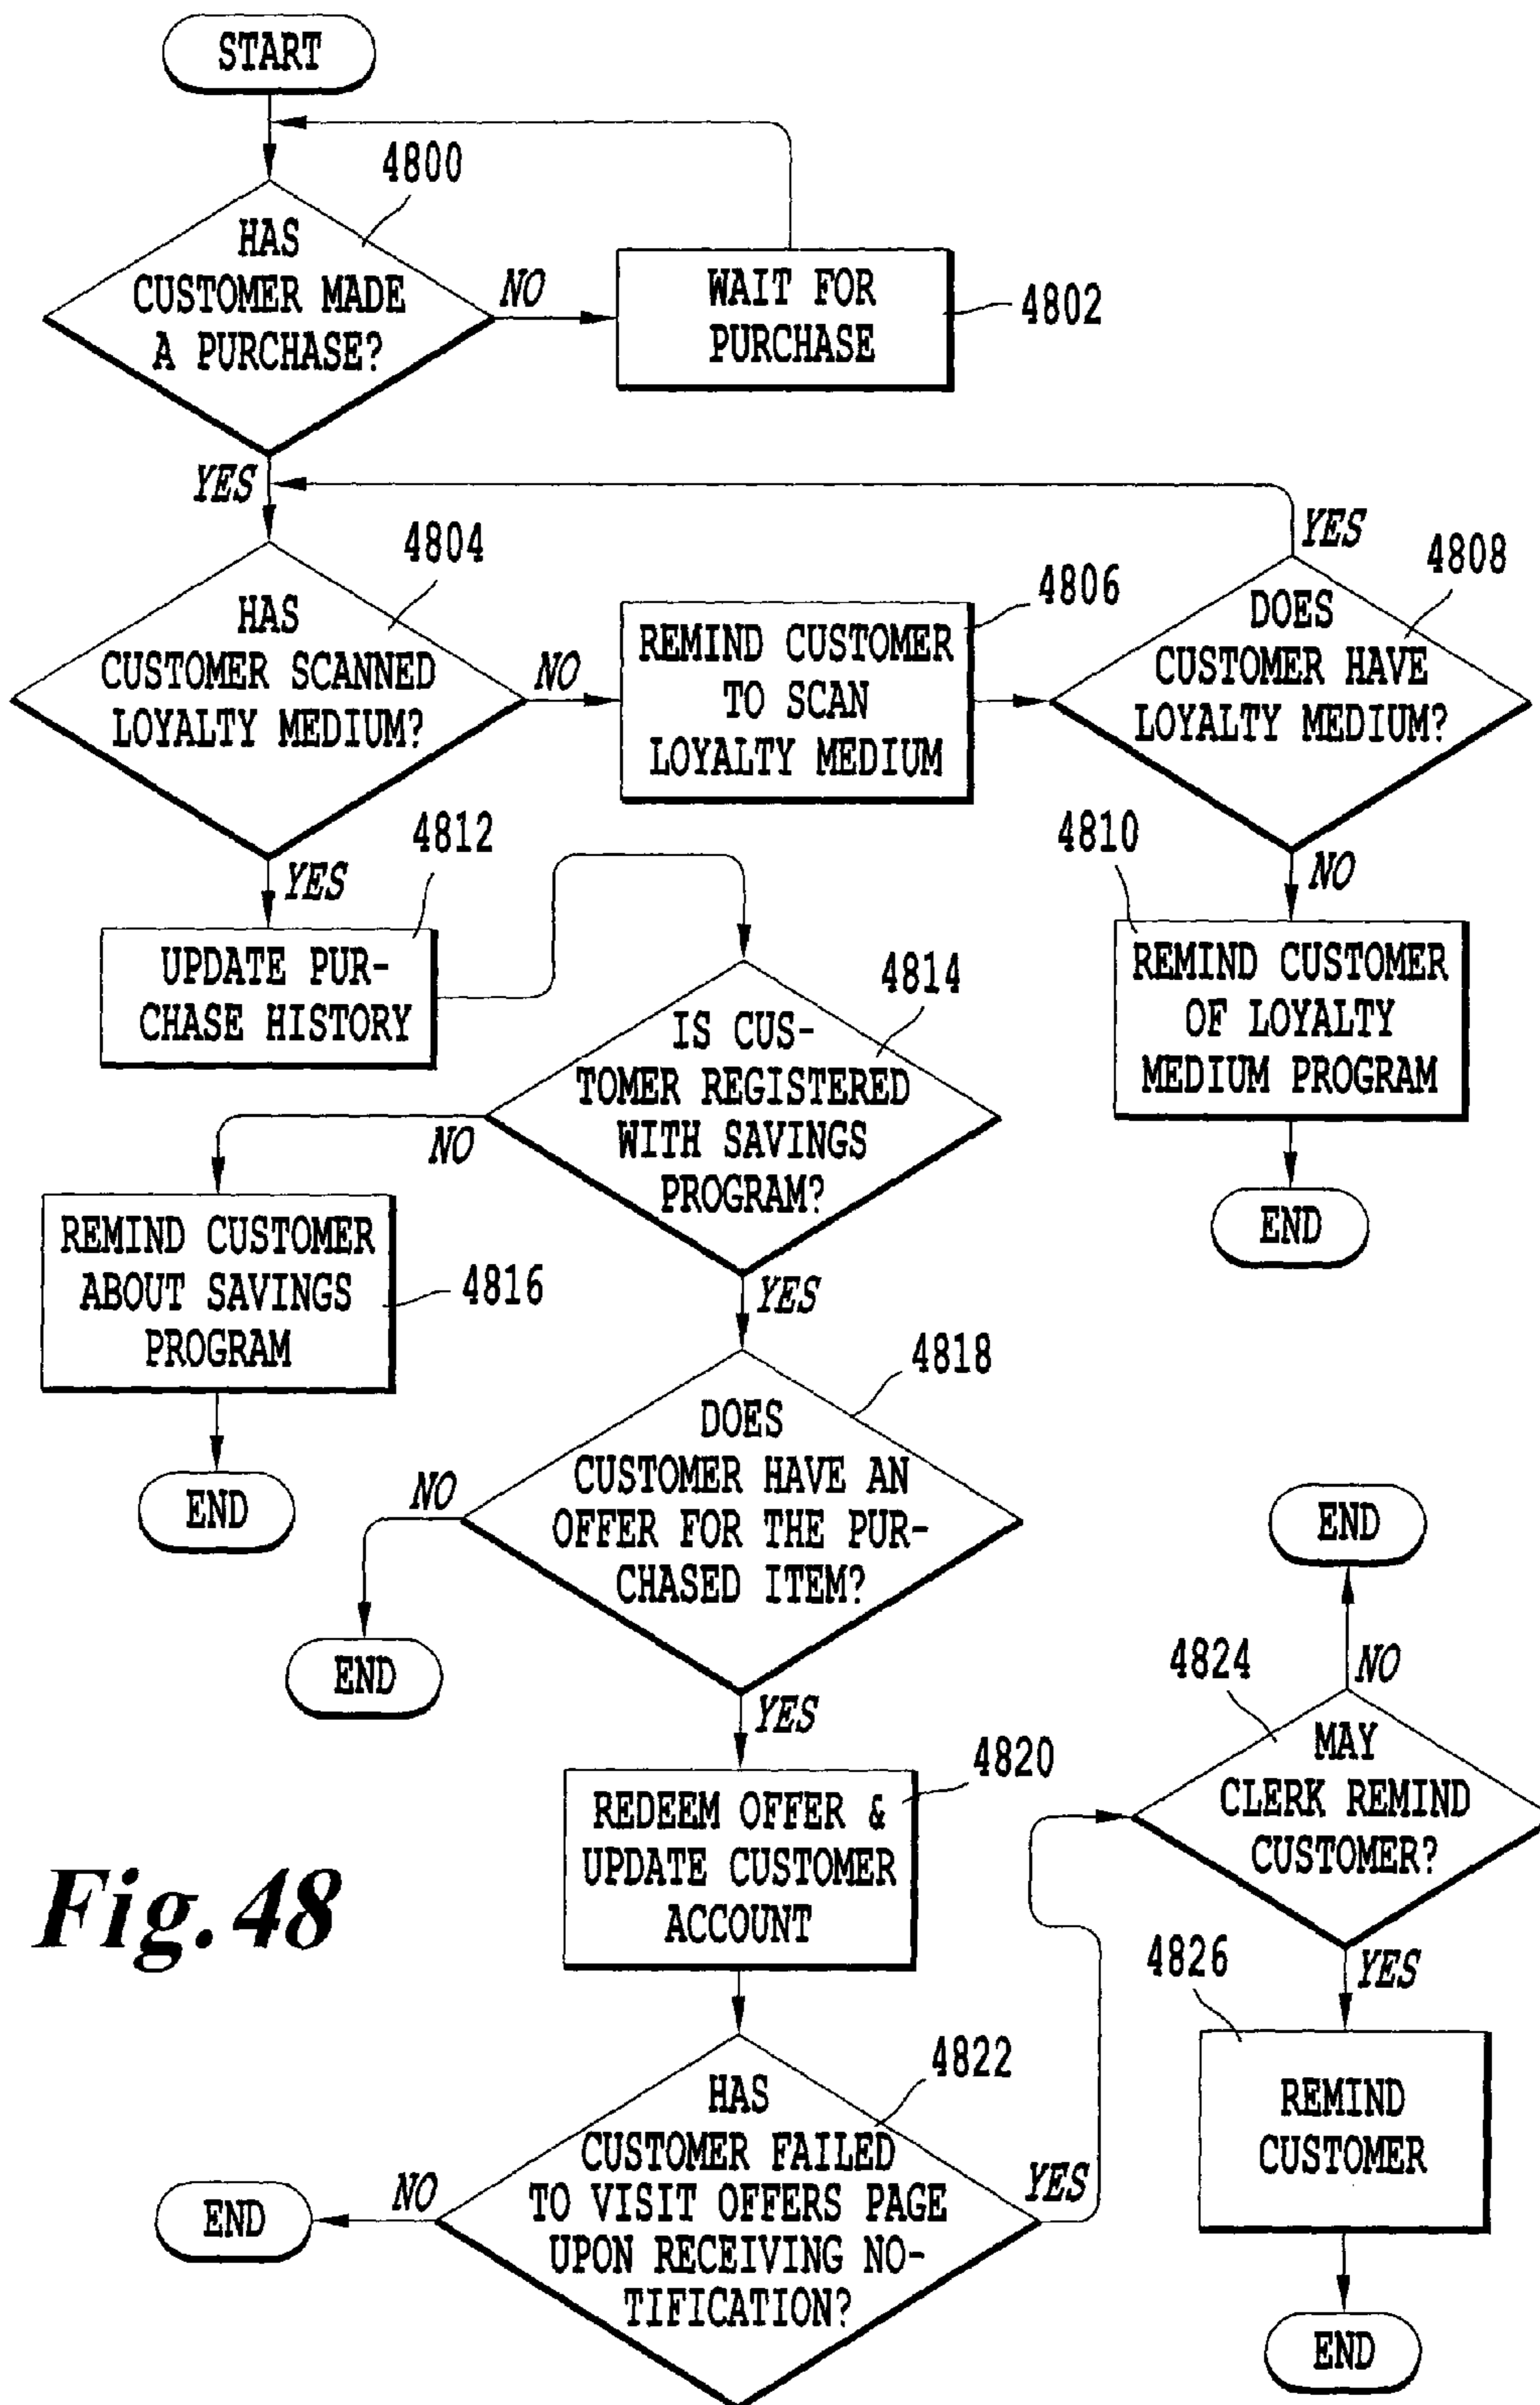 START
4800
HAS
CUSTOMER MADE
A PURCHASE?
NO
WAIT FOR
PURCHASE
4802
YES
4804
HAS
CUSTOMER SCANNED
LOYALTY MEDIUM?
NO
4806
REMIND CUSTOMER
TO SCAN
LOYALTY MEDIUM
YES
4808
DOES
CUSTOMER HAVE
LOYALTY MEDIUM?
4810
NO
REMIND CUSTOMER
OF LOYALTY
MEDIUM PROGRAM
END
YES
4812
UPDATE PUR-
CHASE HISTORY
4814
IS CUS-
TOMER REGISTERED
WITH SAVINGS
PROGRAM?
NO
REMIND CUSTOMER
ABOUT SAVINGS
PROGRAM
4816
END
YES
4818
DOES
CUSTOMER HAVE AN
OFFER FOR THE PUR-
CHASED ITEM?
NO
END
YES
4820
REDEEM OFFER &
UPDATE CUSTOMER
ACCOUNT
4822
HAS
CUSTOMER FAILED
TO VISIT OFFERS PAGE
UPON RECEIVING NO-
TIFICATION?
NO
END
YES
END
4824
NO
MAY
CLERK REMIND
CUSTOMER?
4826
YES
REMIND
CUSTOMER
END
Fig. 48